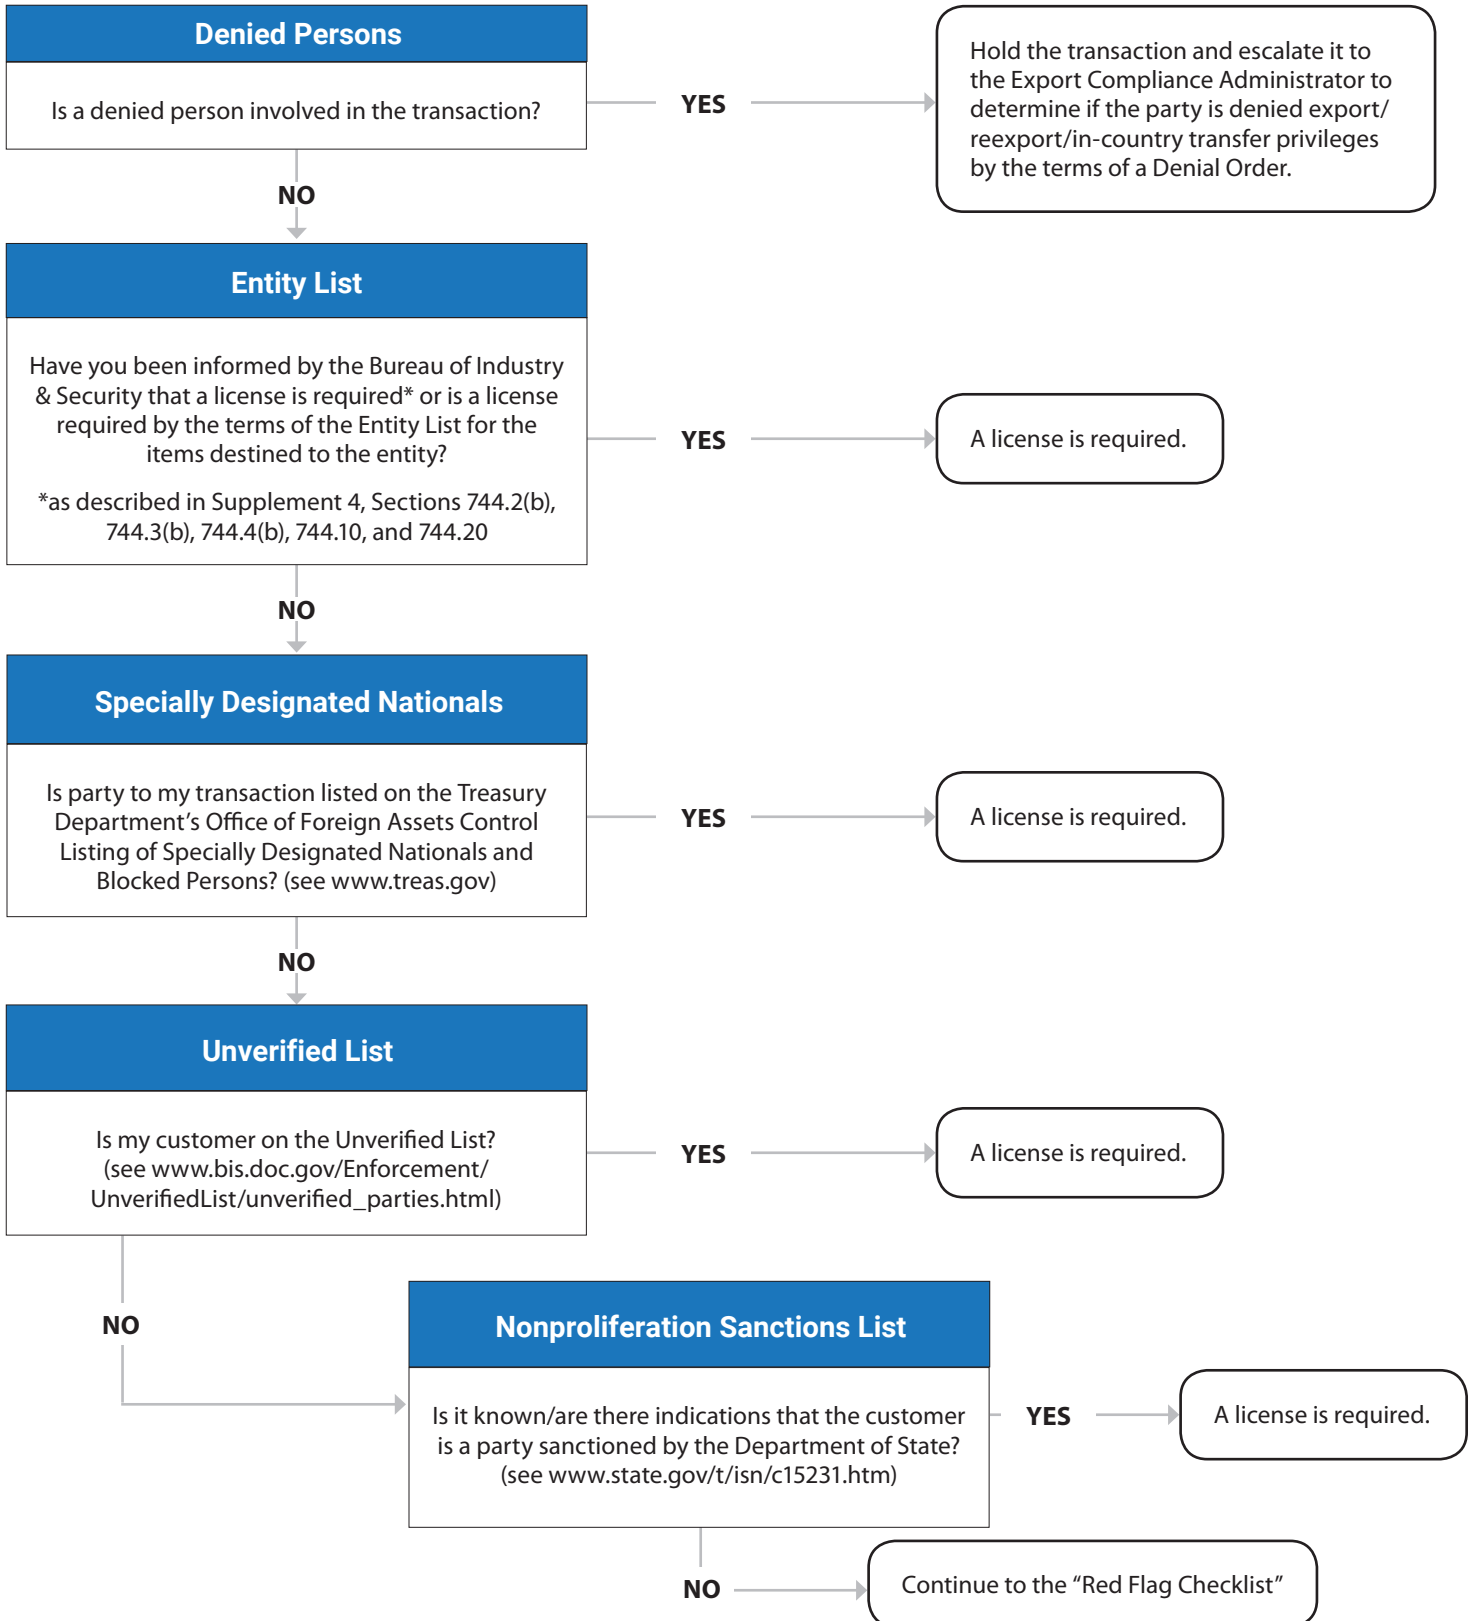 Denied Persons
Is a denied person involved in the transaction?
YES
Hold the transaction and escalate it to
the Export Compliance Administrator to
determine if the party is denied export/
reexport/in-country transfer privileges
by the terms of a Denial Order.
NO
Entity List
Have you been informed by the Bureau of Industry
& Security that a license is required* or is a license
required by the terms of the Entity List for the
items destined to the entity?
*as described in Supplement 4, Sections 744.2(b),
744.3(b), 744.4(b), 744.10, and 744.20
YES
A license is required.
NO
Specially Designated Nationals
Is party to my transaction listed on the Treasury
Department’s Office of Foreign Assets Control
Listing of Specially Designated Nationals and
Blocked Persons? (see www.treas.gov)
YES
A license is required.
NO
Unverified List
Is my customer on the Unverified List?
(see www.bis.doc.gov/Enforcement/
UnverifiedList/unverified_parties.html)
YES
A license is required.
NO
Nonproliferation Sanctions List
Is it known/are there indications that the customer
is a party sanctioned by the Department of State?
(see www.state.gov/t/isn/c15231.htm)
YES
A license is required.
NO
Continue to the “Red Flag Checklist”